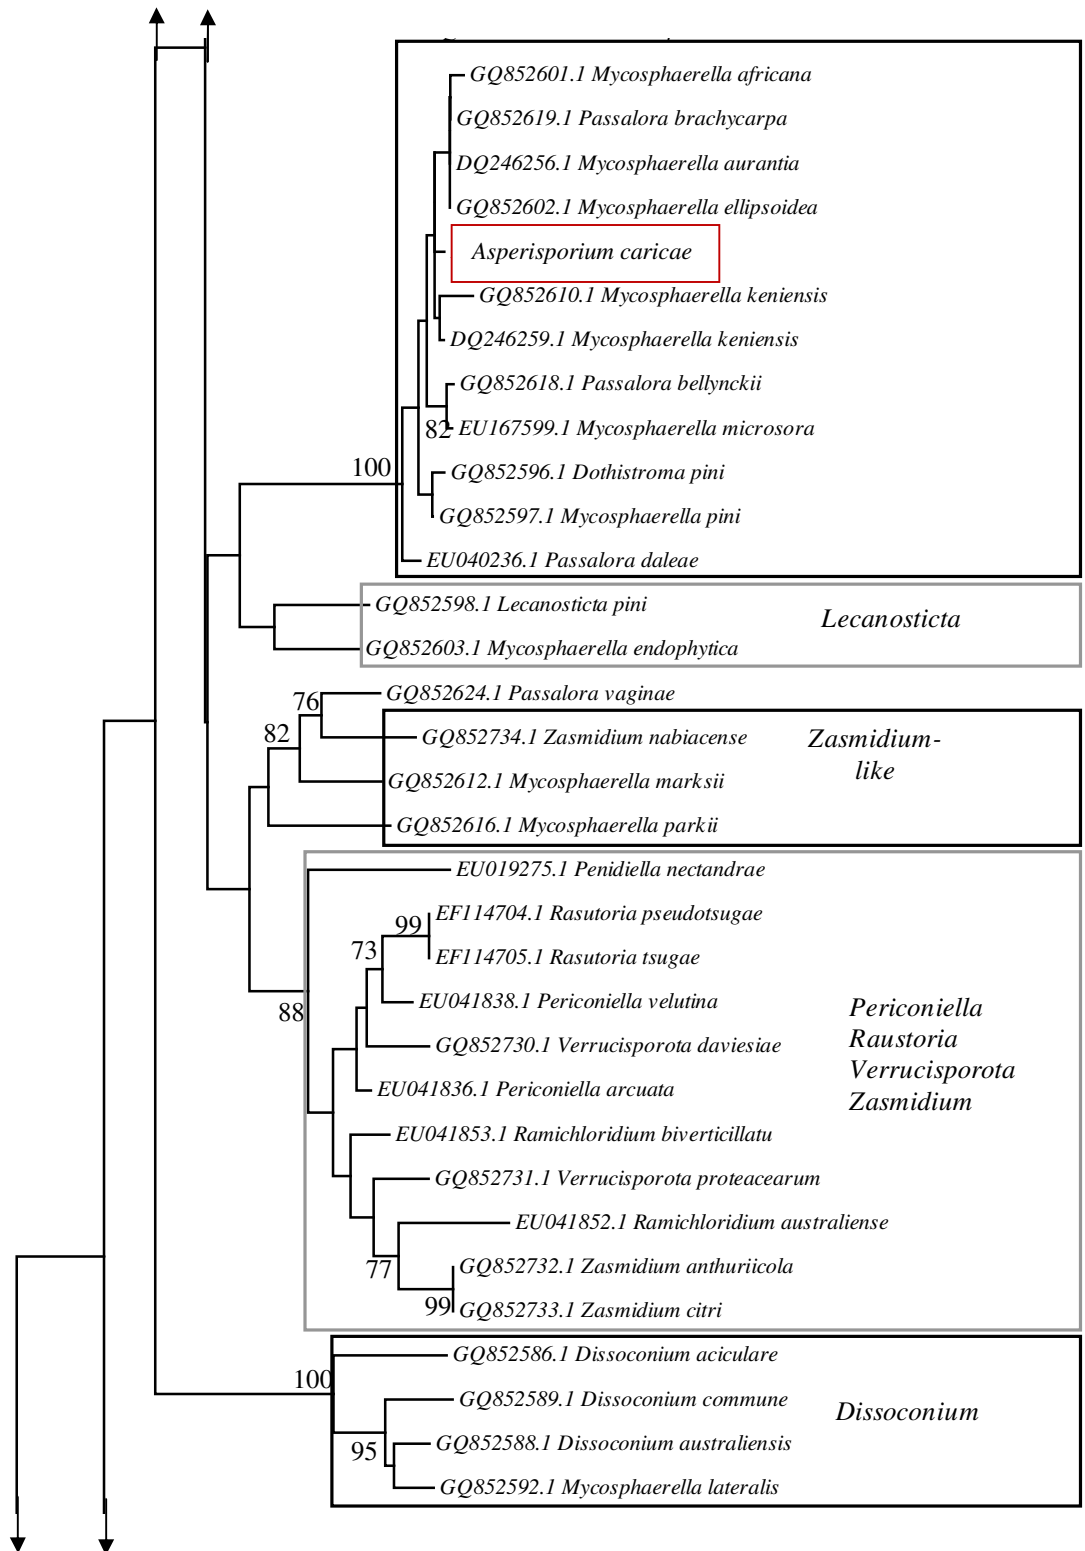 GQ852601.1 Mycosphaerella africana
GQ852619.1 Passalora brachycarpa
DQ246256.1 Mycosphaerella aurantia
GQ852602.1 Mycosphaerella ellipsoidea
Asperisporium caricae
GQ852610.1 Mycosphaerella keniensis
DQ246259.1 Mycosphaerella keniensis
GQ852618.1 Passalora bellynckii
82
EU167599.1 Mycosphaerella microsora
100
GQ852596.1 Dothistroma pini
GQ852597.1 Mycosphaerella pini
EU040236.1 Passalora daleae
GQ852598.1 Lecanosticta pini
Lecanosticta
GQ852603.1 Mycosphaerella endophytica
76
GQ852624.1 Passalora vaginae
82
GQ852734.1 Zasmidium nabiacense
Zasmidium-
like
GQ852612.1 Mycosphaerella marksii
GQ852616.1 Mycosphaerella parkii
EU019275.1 Penidiella nectandrae
99
EF114704.1 Rasutoria pseudotsugae
73
EF114705.1 Rasutoria tsugae
88
EU041838.1 Periconiella velutina
Periconiella
Raustoria
Verrucisporota
Zasmidium
GQ852730.1 Verrucisporota daviesiae
EU041836.1 Periconiella arcuata
EU041853.1 Ramichloridium biverticillatu
GQ852731.1 Verrucisporota proteacearum
EU041852.1 Ramichloridium australiense
77
GQ852732.1 Zasmidium anthuriicola
99
GQ852733.1 Zasmidium citri
GQ852586.1 Dissoconium aciculare
100
GQ852589.1 Dissoconium commune
Dissoconium
95
GQ852588.1 Dissoconium australiensis
GQ852592.1 Mycosphaerella lateralis